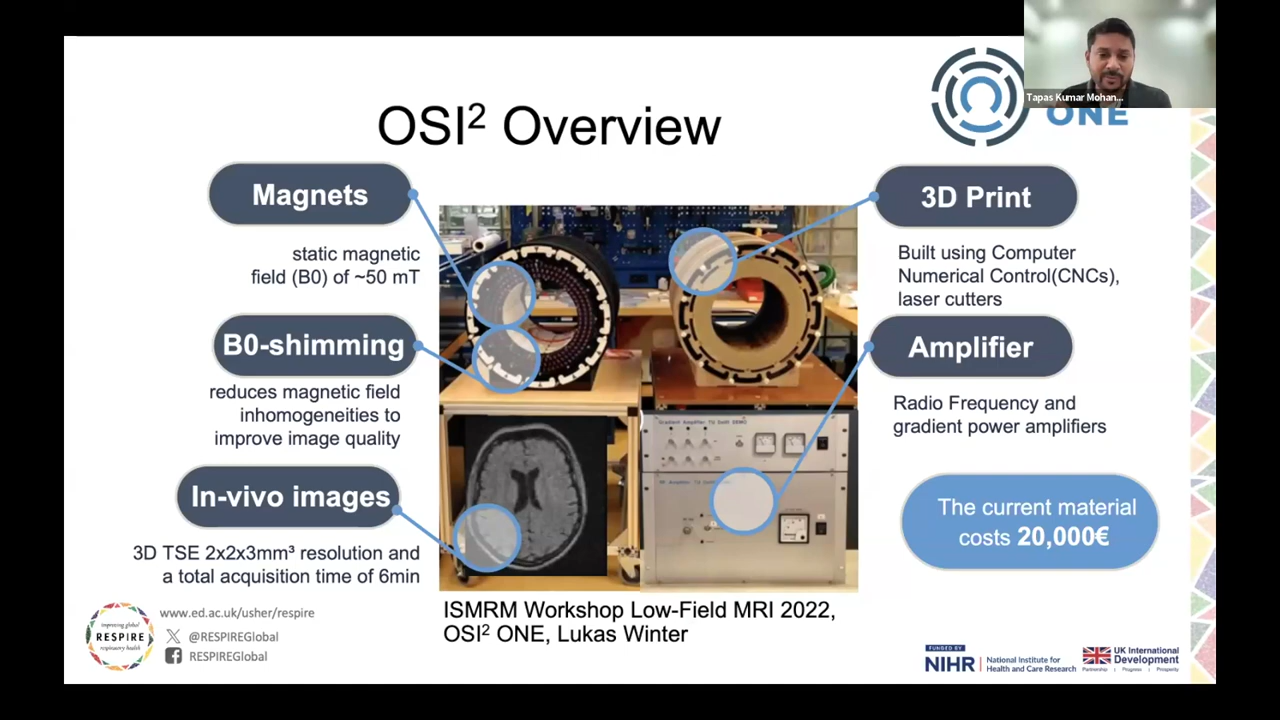 Tapas Kumar Mohan...
ONE
OSI² Overview
Magnets
static magnetic
field (B0) of ~50 mT
B0-shimming
reduces magnetic field
inhomogeneities to
improve image quality
In-vivo images
3D TSE 2x2x3mm³ resolution and
a total acquisition time of 6min
3D Print
Built using Computer
Numerical Control(CNCs),
laser cutters
Amplifier
Radio Frequency and
gradient power amplifiers
The current material
costs 20,000€
ISMRM Workshop Low-Field MRI 2022,
OSI² ONE, Lukas Winter
improving global
RESPIRE
respiratory health
www.ed.ac.uk/usher/respire
@RESPIREGlobal
RESPIREGlobal
FUNDED BY
NIHR | National Institute for
Health and Care Research
UK International
Development
Partnership | Progress | Prosperity